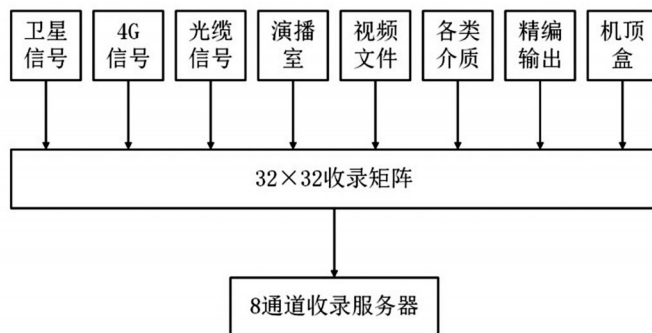 卫星
信号
4G
信号
光缆
信号
演播
室
视频
文件
各类
介质
精编
输出
机顶
盒
32×32收录矩阵
8通道收录服务器